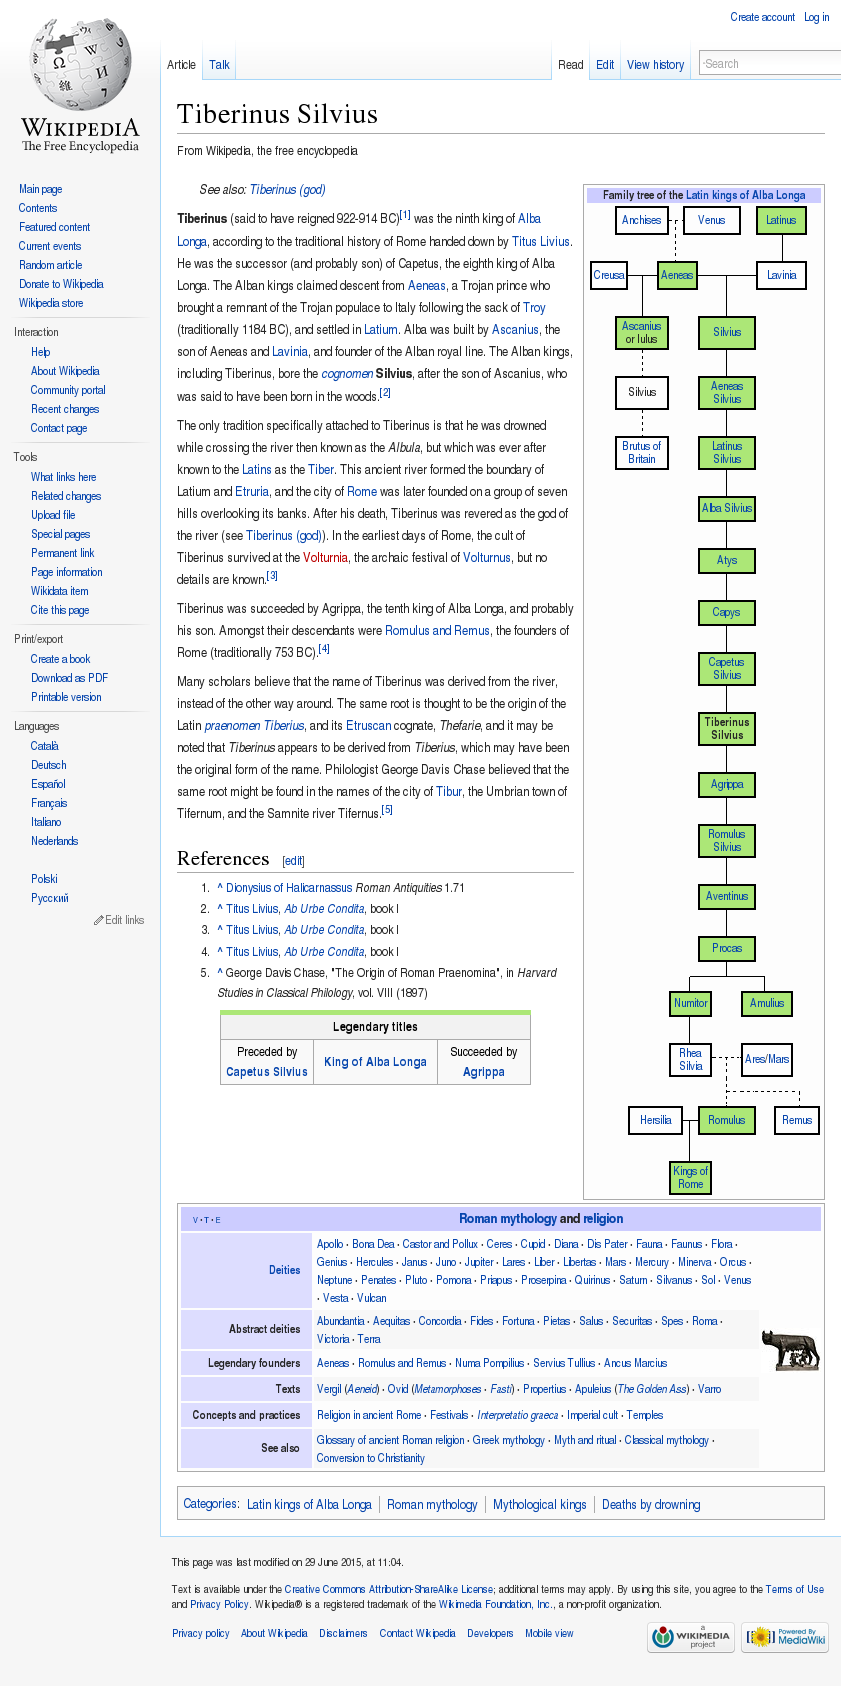 Create account Log in
Article Talk Read Edit View history Search
WIKIPEDIA
The Free Encyclopedia
Main page
Contents
Featured content
Current events
Random article
Donate to Wikipedia
Wikipedia store
Interaction
Help
About Wikipedia
Community portal
Recent changes
Contact page
Tools
What links here
Related changes
Upload file
Special pages
Permanent link
Page information
Wikidata item
Cite this page
Print/export
Create a book
Download as PDF
Printable version
Languages
Català
Deutsch
Español
Français
Italiano
Nederlands
Polski
Русский
Edit links
Tiberinus Silvius
From Wikipedia, the free encyclopedia
See also: Tiberinus (god)
Tiberinus (said to have reigned 922-914 BC)[1] was the ninth king of Alba
Longa, according to the traditional history of Rome handed down by Titus Livius.
He was the successor (and probably son) of Capetus, the eighth king of Alba
Longa. The Alban kings claimed descent from Aeneas, a Trojan prince who
brought a remnant of the Trojan populace to Italy following the sack of Troy
(traditionally 1184 BC), and settled in Latium. Alba was built by Ascanius, the
son of Aeneas and Lavinia, and founder of the Alban royal line. The Alban kings,
including Tiberinus, bore the cognomen Silvius, after the son of Ascanius, who
was said to have been born in the woods.[2]
The only tradition specifically attached to Tiberinus is that he was drowned
while crossing the river then known as the Albula, but which was ever after
known to the Latins as the Tiber. This ancient river formed the boundary of
Latium and Etruria, and the city of Rome was later founded on a group of seven
hills overlooking its banks. After his death, Tiberinus was revered as the god of
the river (see Tiberinus (god)). In the earliest days of Rome, the cult of
Tiberinus survived at the Volturnia, the archaic festival of Volturnus, but no
details are known.[3]
Tiberinus was succeeded by Agrippa, the tenth king of Alba Longa, and probably
his son. Amongst their descendants were Romulus and Remus, the founders of
Rome (traditionally 753 BC).[4]
Many scholars believe that the name of Tiberinus was derived from the river,
instead of the other way around. The same root is thought to be the origin of the
Latin praenomen Tiberius, and its Etruscan cognate, Thefarie, and it may be
noted that Tiberinus appears to be derived from Tiberius, which may have been
the original form of the name. Philologist George Davis Chase believed that the
same root might be found in the names of the city of Tibur, the Umbrian town of
Tifernum, and the Samnite river Tifernus.[5]
References [edit]
1. ^ Dionysius of Halicarnassus Roman Antiquities 1.71
2. ^ Titus Livius, Ab Urbe Condita, book I
3. ^ Titus Livius, Ab Urbe Condita, book I
4. ^ Titus Livius, Ab Urbe Condita, book I
5. ^ George Davis Chase, "The Origin of Roman Praenomina", in Harvard
Studies in Classical Philology, vol. VIII (1897)
Legendary titles
Preceded by
Capetus Silvius
King of Alba Longa
Succeeded by
Agrippa
Family tree of the Latin kings of Alba Longa
Anchises Venus Latinus
Creusa Aeneas Lavinia
Ascanius
or Iulus
Silvius
Silvius
Aeneas
Silvius
Brutus of
Britain
Latinus
Silvius
Alba Silvius
Atys
Capys
Capetus
Silvius
Tiberinus
Silvius
Agrippa
Romulus
Silvius
Aventinus
Procas
Numitor Amulius
Rhea
Silvia
Ares/Mars
Hersilia Romulus Remus
Kings of
Rome
V · T · E Roman mythology and religion
Deities
Apollo · Bona Dea · Castor and Pollux · Ceres · Cupid · Diana · Dis Pater · Fauna · Faunus · Flora ·
Genius · Hercules · Janus · Juno · Jupiter · Lares · Liber · Libertas · Mars · Mercury · Minerva · Orcus ·
Neptune · Penates · Pluto · Pomona · Priapus · Proserpina · Quirinus · Saturn · Silvanus · Sol · Venus
· Vesta · Vulcan
Abstract deities
Abundantia · Aequitas · Concordia · Fides · Fortuna · Pietas · Salus · Securitas · Spes · Roma ·
Victoria · Terra
Legendary founders Aeneas · Romulus and Remus · Numa Pompilius · Servius Tullius · Ancus Marcius
Texts Vergil (Aeneid) · Ovid (Metamorphoses · Fasti) · Propertius · Apuleius (The Golden Ass) · Varro
Concepts and practices Religion in ancient Rome · Festivals · Interpretatio graeca · Imperial cult · Temples
See also
Glossary of ancient Roman religion · Greek mythology · Myth and ritual · Classical mythology ·
Conversion to Christianity
Categories: Latin kings of Alba Longa | Roman mythology | Mythological kings | Deaths by drowning
This page was last modified on 29 June 2015, at 11:04.
Text is available under the Creative Commons Attribution-ShareAlike License; additional terms may apply. By using this site, you agree to the Terms of Use
and Privacy Policy. Wikipedia® is a registered trademark of the Wikimedia Foundation, Inc., a non-profit organization.
Privacy policy About Wikipedia Disclaimers Contact Wikipedia Developers Mobile view
A WIKIMEDIA project
Powered By MediaWiki